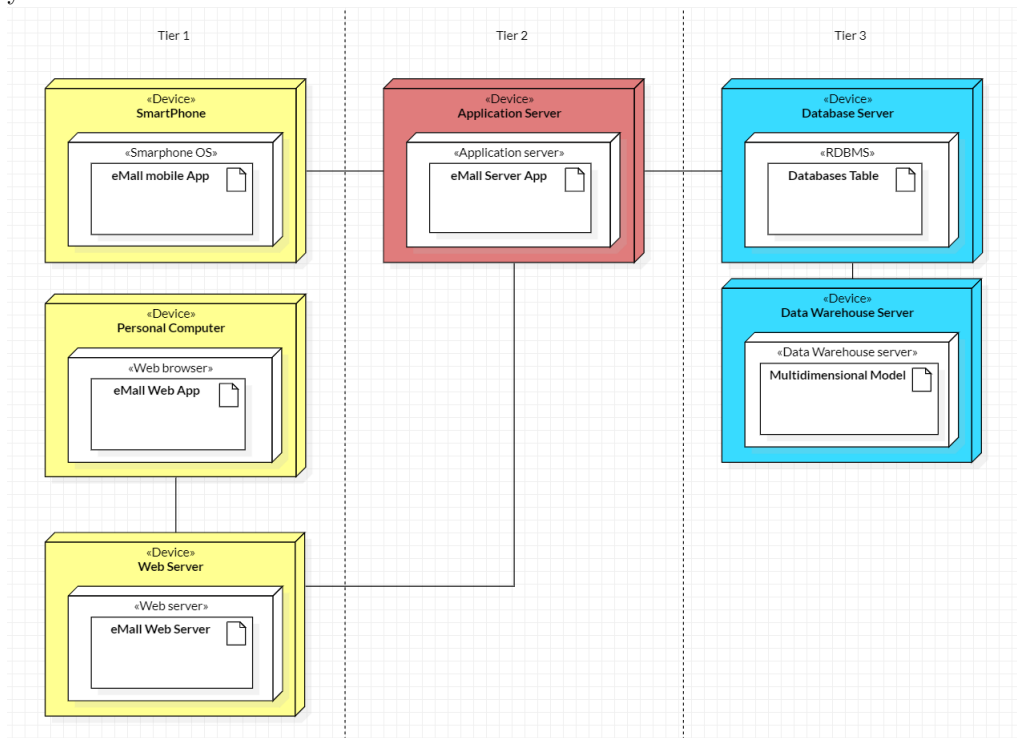 Tier 1
Tier 2
Tier 3
«Device»
SmartPhone
«Smarphone OS»
eMall mobile App
«Device»
Application Server
«Application server»
eMall Server App
«Device»
Database Server
«RDBMS»
Databases Table
«Device»
Personal Computer
«Web browser»
eMall Web App
«Device»
Data Warehouse Server
«Data Warehouse server»
Multidimensional Model
«Device»
Web Server
«Web server»
eMall Web Server